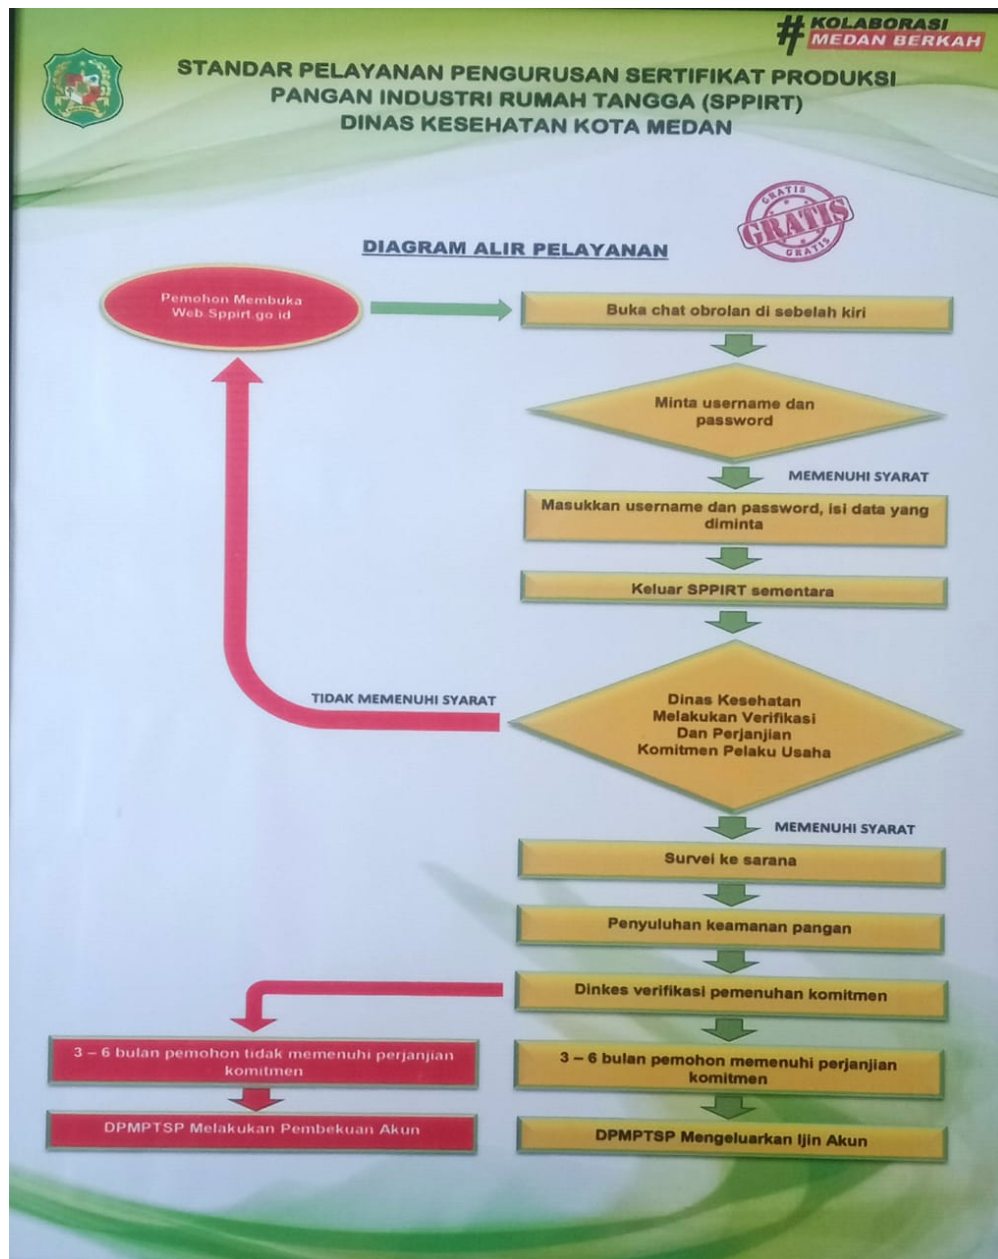 #KOLABORASI
MEDAN BERKAH
STANDAR PELAYANAN PENGURUSAN SERTIFIKAT PRODUKSI
PANGAN INDUSTRI RUMAH TANGGA (SPPIRT)
DINAS KESEHATAN KOTA MEDAN
GRATIS
GRATIS
GRATIS
DIAGRAM ALIR PELAYANAN
Pemohon Membuka
Web.Sppirt.go.id
Buka chat obrolan di sebelah kiri
Minta username dan
password
MEMENUHI SYARAT
Masukkan username dan password, isi data yang
diminta
Keluar SPPIRT sementara
TIDAK MEMENUHI SYARAT
Dinas Kesehatan
Melakukan Verifikasi
Dan Perjanjian
Komitmen Pelaku Usaha
MEMENUHI SYARAT
Survei ke sarana
Penyuluhan keamanan pangan
Dinkes verifikasi pemenuhan komitmen
3 – 6 bulan pemohon tidak memenuhi perjanjian
komitmen
3 – 6 bulan pemohon memenuhi perjanjian
komitmen
DPMPTSP Melakukan Pembekuan Akun
DPMPTSP Mengeluarkan Ijin Akun